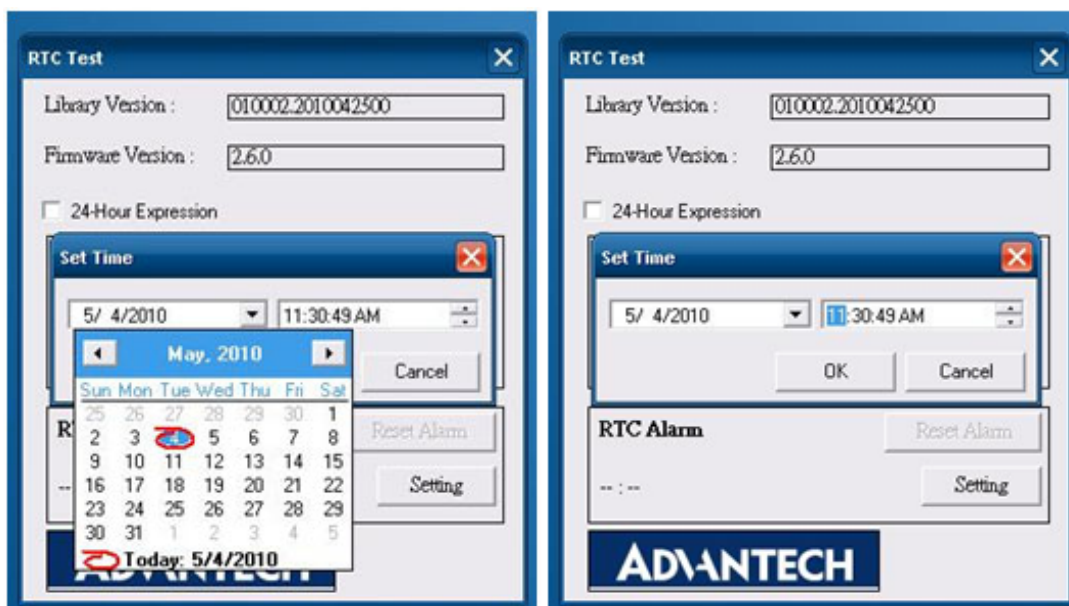 RTC Test
Library Version : 010002.2010042500
Firmware Version : 2.6.0
24-Hour Expression
Set Time
5/ 4/2010 11:30:49 AM
May, 2010
Cancel
Sun Mon Tue Wed Thu Fri Sat
25 26 27 28 29 30 1
2 3 4 5 6 7 8
9 10 11 12 13 14 15
16 17 18 19 20 21 22
23 24 25 26 27 28 29
30 31 1 2 3 4 5
Today: 5/4/2010
R
Reset Alarm
--
Setting
RTC Test
Library Version : 010002.2010042500
Firmware Version : 2.6.0
24-Hour Expression
Set Time
5/ 4/2010 11:30:49 AM
OK Cancel
RTC Alarm Reset Alarm
-- : -- Setting
ADVANTECH